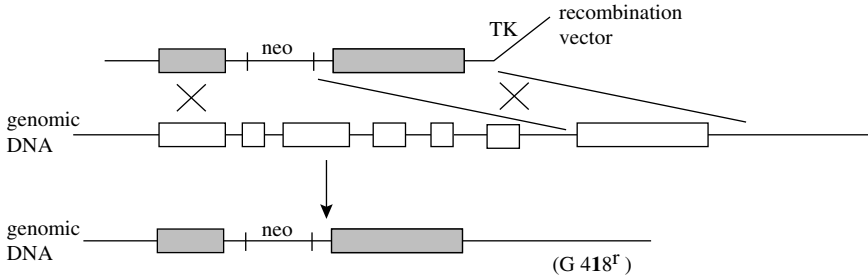 recombination
vector
TK
neo
genomic
DNA
genomic
DNA
neo
(G 418r )